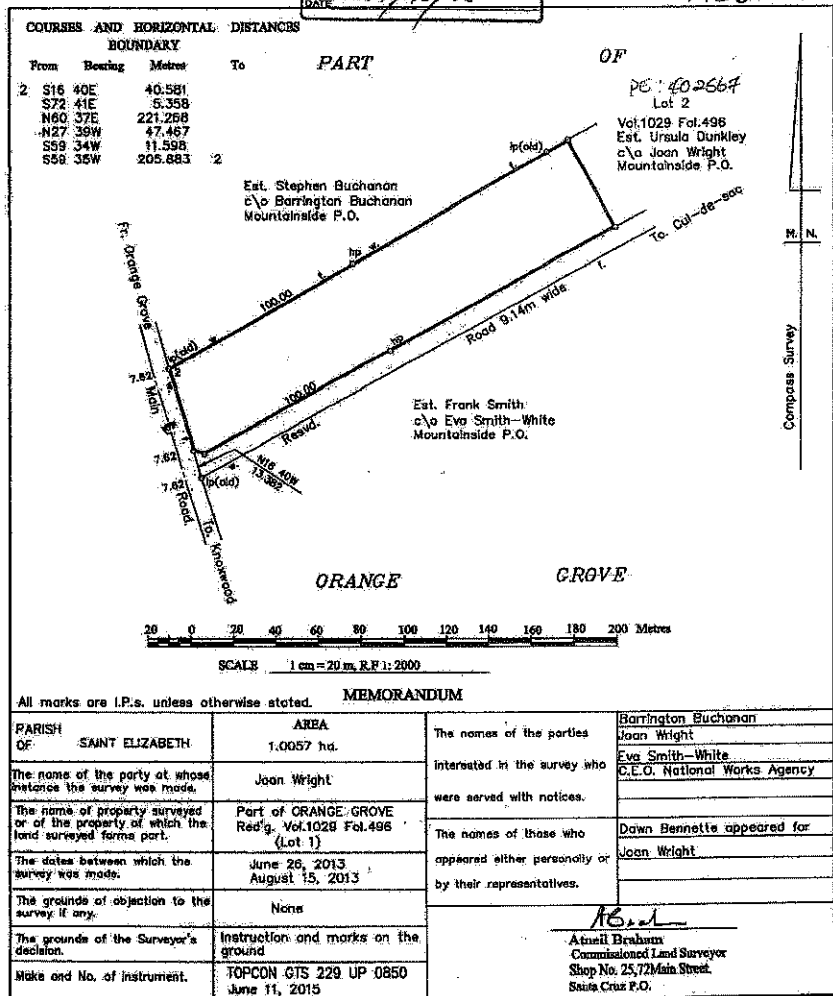 DATE
COURSES AND HORIZONTAL DISTANCES
BOUNDARY
From Bearing Metres To
2 S16 40E 40.581
S72 41E 5.358
N60 37E 221.268
N27 39W 47.467
S59 34W 11.598
S58 35W 205.883 2
PART OF
PE: 402667
Lot 2
Vol.1029 Fol.496
Est. Ursula Dunkley
c\o Joan Wright
Mountainside P.O.
Ip(old)
f.
Est. Stephen Buchanan
c\o Barrington Buchanan
Mountainside P.O.
To. Cul-de-sac
M. N.
Compass Survey
Fr. Orange Grove
hp
w.
f.
100.00
w.
Ip(old)
2
7.62
Main
Road 9.14m wide
f.
hp
100.00
Resvd.
Est. Frank Smith
c\o Eva Smith-White
Mountainside P.O.
7.62
N16 40W
13.382
7.62
Ip(old)
Road.
To. Knoxwood
ORANGE GROVE
20 0 20 40 60 80 100 120 140 160 180 200 Metres
SCALE 1 cm = 20 m, R.F 1: 2000
All marks are I.P.s. unless otherwise stated.
MEMORANDUM
PARISH
OF SAINT ELIZABETH
AREA
1.0057 ha.
The name of the party at whose
instance the survey was made.
Joan Wright
The name of property surveyed
or of the property of which the
land surveyed forms part.
Part of ORANGE GROVE
Red'g. Vol.1029 Fol.496
(Lot 1)
The dates between which the
survey was made.
June 26, 2013
August 15, 2013
The grounds of objection to the
survey if any.
None
The grounds of the Surveyor's
decision.
Instruction and marks on the
ground
Make and No. of Instrument.
TOPCON GTS 229 UP 0850
June 11, 2015
The names of the parties
interested in the survey who
were served with notices.
Barrington Buchanan
Joan Wright
Eva Smith-White
C.E.O. National Works Agency
The names of those who
appeared either personally or
by their representatives.
Dawn Bennette appeared for
Joan Wright
Atneil Braham
Commissioned Land Surveyor
Shop No. 25,72Main Street.
Santa Cruz P.O.